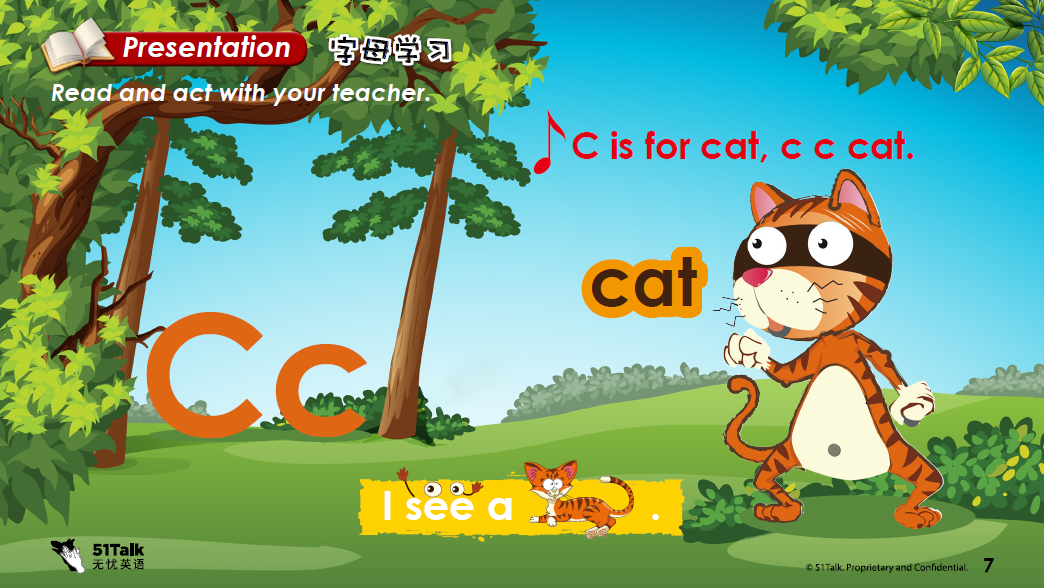 Presentation 字母学习
Read and act with your teacher.
C is for cat, c c cat.
cat
Cc
I see a .
51Talk
无忧英语
© 51Talk. Proprietary and Confidential. 7